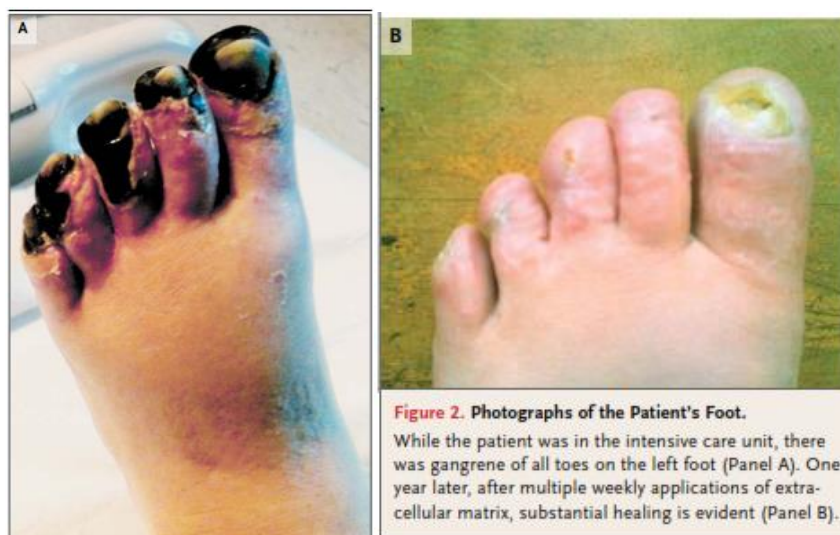 A
B
Figure 2. Photographs of the Patient's Foot.
While the patient was in the intensive care unit, there
was gangrene of all toes on the left foot (Panel A). One
year later, after multiple weekly applications of extra-
cellular matrix, substantial healing is evident (Panel B).